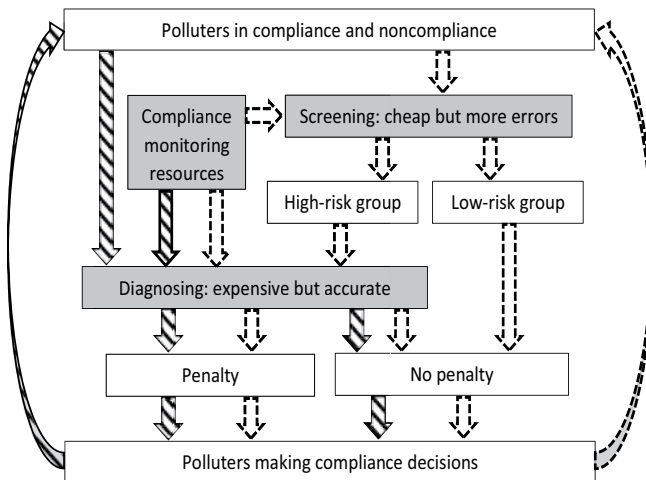 Polluters in compliance and noncompliance
Compliance
monitoring
resources
Screening: cheap but more errors
High-risk group
Low-risk group
Diagnosing: expensive but accurate
Penalty
No penalty
Polluters making compliance decisions